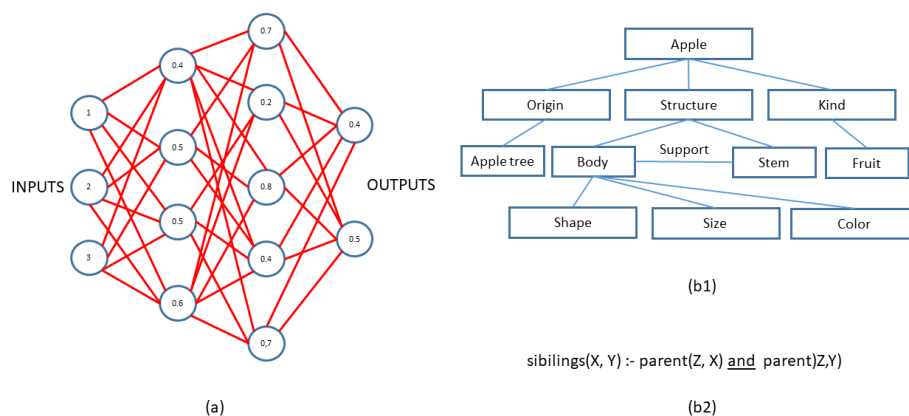 INPUTS
1
2
3
0.4
0.5
0.5
0.6
0.7
0.2
0.8
0.4
0,7
0.4
0.5
OUTPUTS
(a)
Apple
Origin Structure Kind
Support
Apple tree Body Stem Fruit
Shape Size Color
(b1)
sibilings(X, Y) :- parent(Z, X) and parent)Z,Y)
(b2)